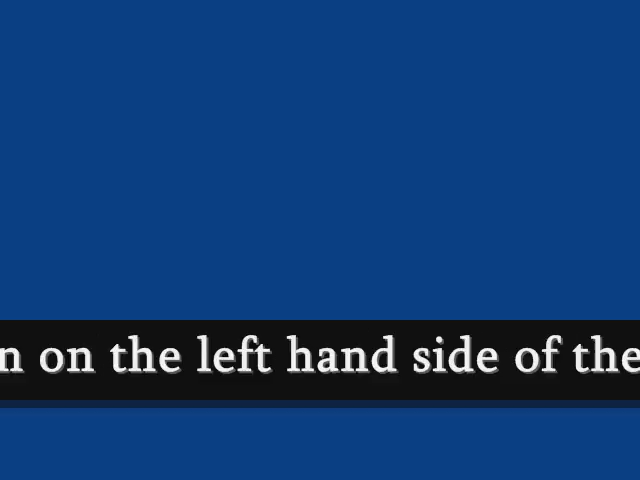 n on the left hand side of the